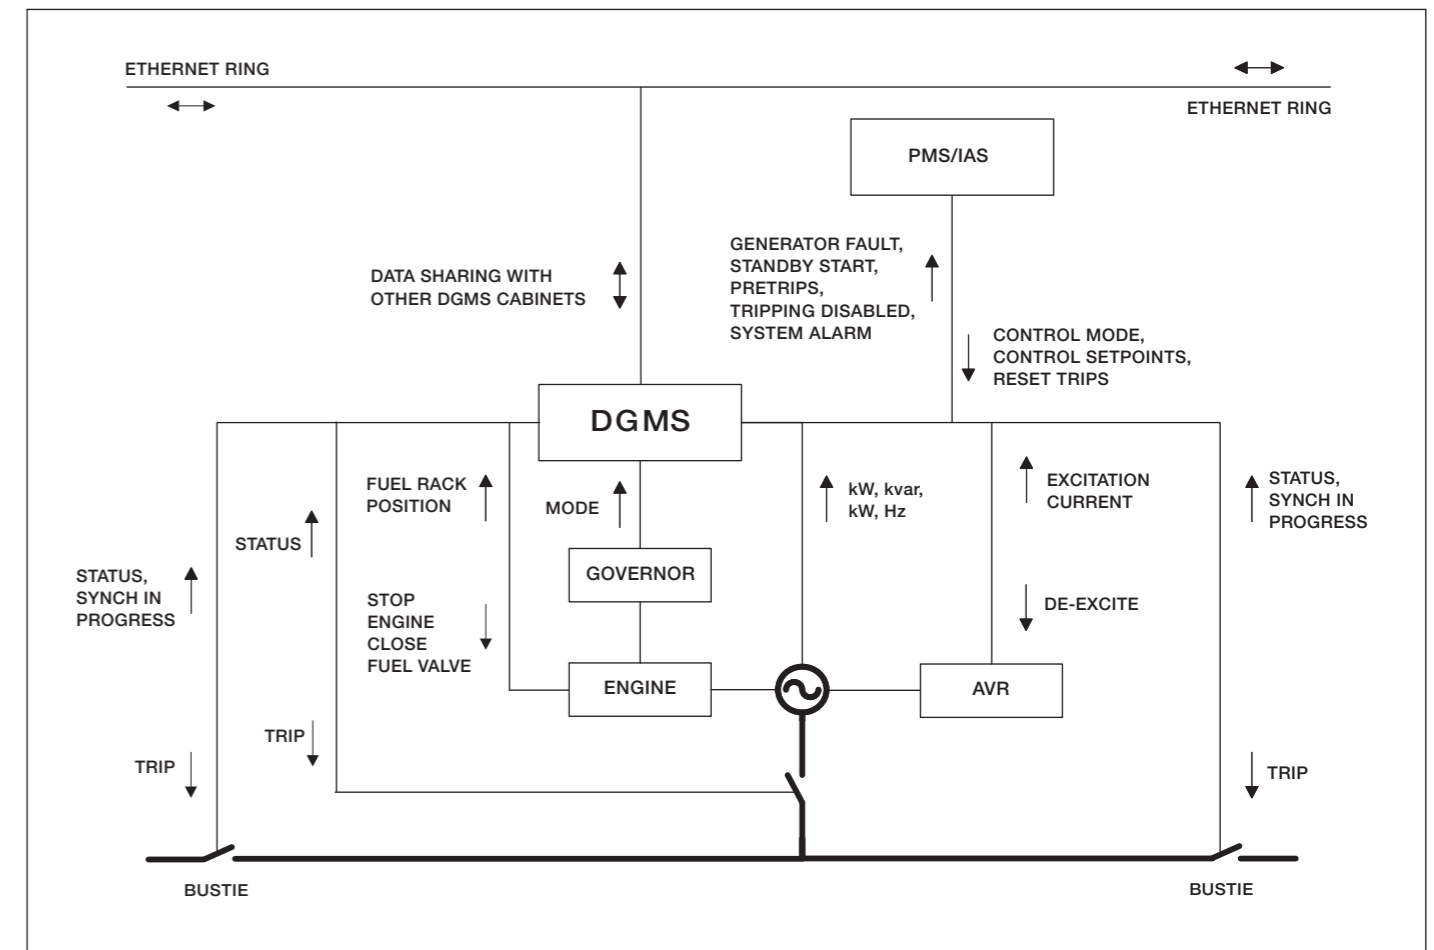 ETHERNET RING
ETHERNET RING
PMS/IAS
GENERATOR FAULT,
STANDBY START,
PRETRIPS,
TRIPPING DISABLED,
SYSTEM ALARM
DATA SHARING WITH
OTHER DGMS CABINETS
CONTROL MODE,
CONTROL SETPOINTS,
RESET TRIPS
DGMS
FUEL RACK
POSITION
MODE
kW, kvar,
kW, Hz
EXCITATION
CURRENT
STATUS,
SYNCH IN
PROGRESS
STATUS
STATUS,
SYNCH IN
PROGRESS
GOVERNOR
STOP
ENGINE
CLOSE
FUEL VALVE
DE-EXCITE
ENGINE
AVR
TRIP
TRIP
TRIP
BUSTIE
BUSTIE